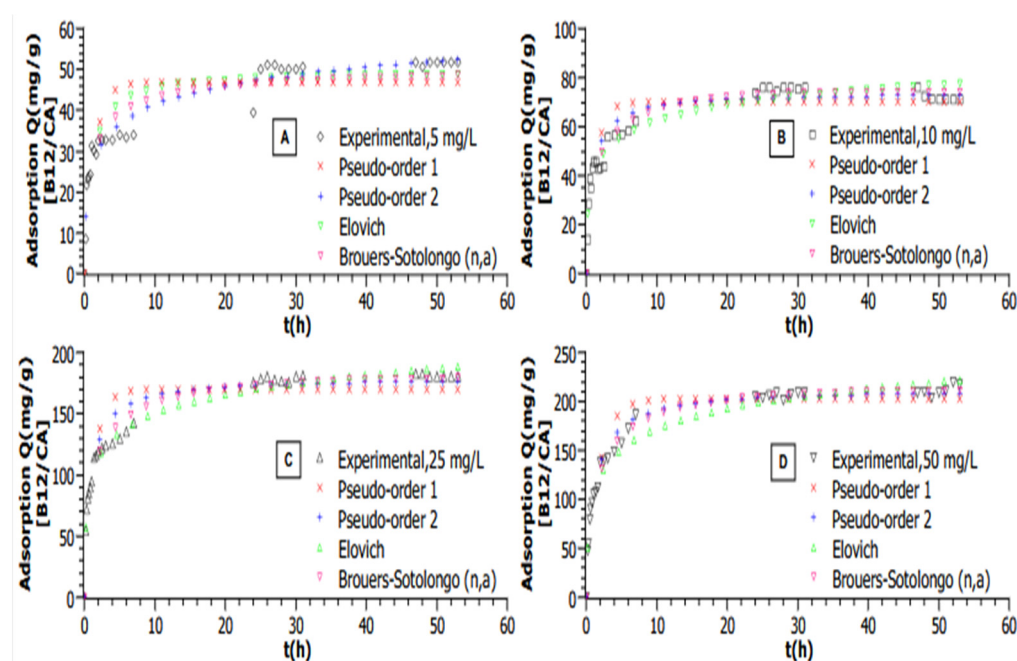 Adsorption Q(mg/g)
[B12/CA]
60
50
40
30
20
10
0
A
Experimental,5 mg/L
Pseudo-order 1
Pseudo-order 2
Elovich
Brouers-Sotolongo (n,a)
0 10 20 30 40 50 60
t(h)
Adsorption Q(mg/g)
[B12/CA]
100
80
60
40
20
0
B
Experimental,10 mg/L
Pseudo-order 1
Pseudo-order 2
Elovich
Brouers-Sotolongo (n,a)
0 10 20 30 40 50 60
t(h)
Adsorption Q(mg/g)
[B12/CA]
200
150
100
50
0
C
Experimental,25 mg/L
Pseudo-order 1
Pseudo-order 2
Elovich
Brouers-Sotolongo (n,a)
0 10 20 30 40 50 60
t(h)
Adsorption Q(mg/g)
[B12/CA]
250
200
150
100
50
0
D
Experimental,50 mg/L
Pseudo-order 1
Pseudo-order 2
Elovich
Brouers-Sotolongo (n,a)
0 10 20 30 40 50 60
t(h)